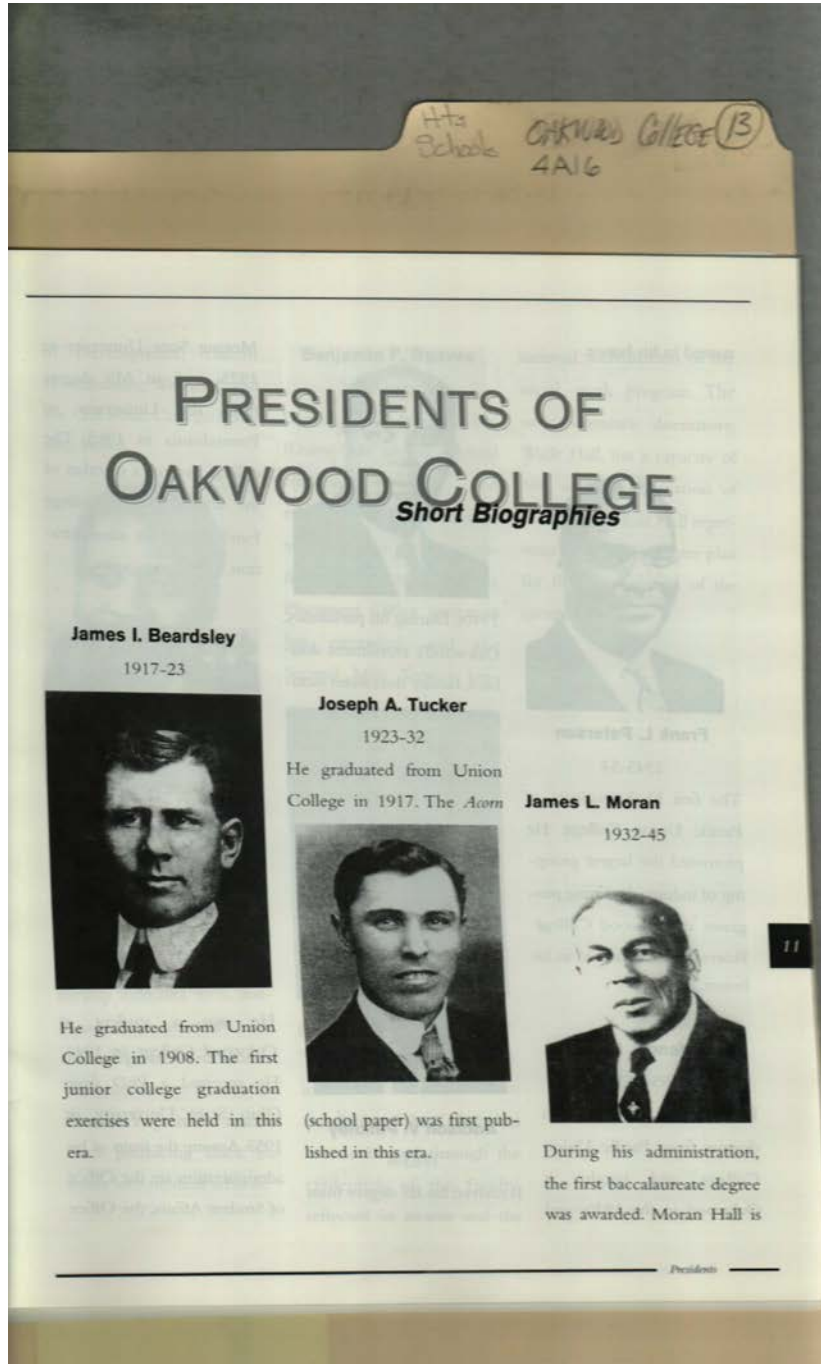 Hts
Schools
OAKWOOD COllEGE 13
4A16
PRESIDENTS OF
OAKWOOD COLLEGE
Short Biographies
James I. Beardsley
1917-23
He graduated from Union
College in 1908. The first
junior college graduation
exercises were held in this
era.
Joseph A. Tucker
1923-32
He graduated from Union
College in 1917. The Acorn
(school paper) was first pub-
lished in this era.
James L. Moran
1932-45
During his administration,
the first baccalaureate degree
was awarded. Moran Hall is
11
Presidents